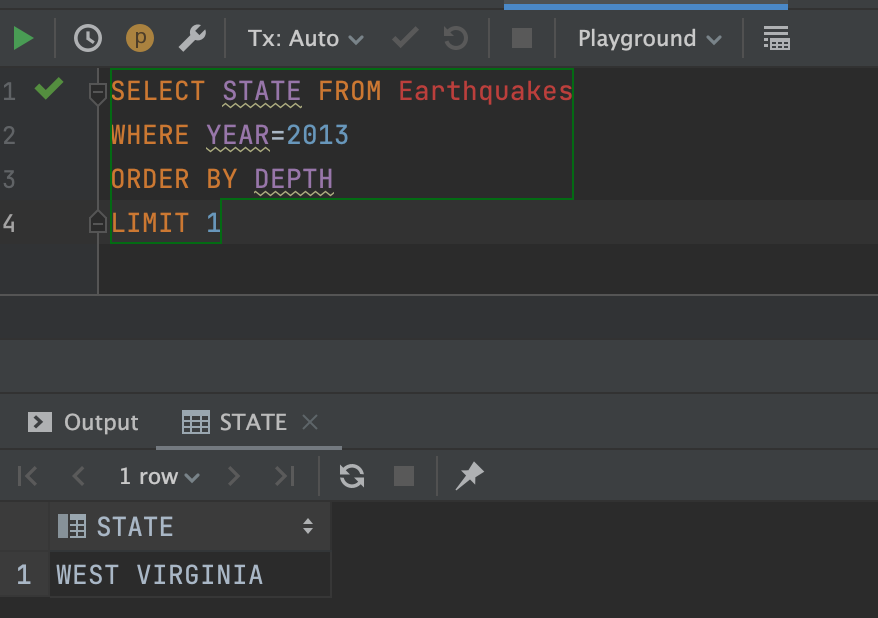 p Tx: Auto Playground
1 SELECT STATE FROM Earthquakes
2 WHERE YEAR=2013
3 ORDER BY DEPTH
4 LIMIT 1
Output STATE
1 row
STATE
1 WEST VIRGINIA